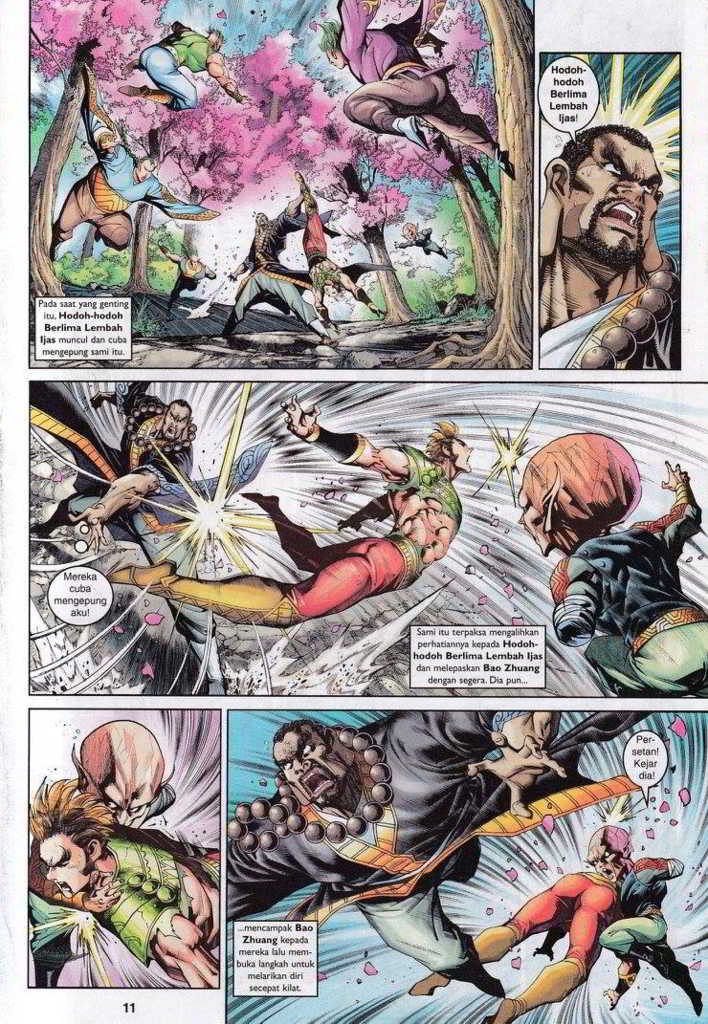 Pada saat yang genting
itu, Hodoh-hodoh
Berlima Lembah
Ijas muncul dan cuba
mengepung sami itu.
Hodoh-
hodoh
Berlima
Lembah
Ijas!
Mereka
cuba
mengepung
aku!
Sami itu terpaksa mengalihkan
perhatiannya kepada Hodoh-
hodoh Berlima Lembah Ijas
dan melepaskan Bao Zhuang
dengan segera. Dia pun...
Per-
setan!
Kejar
dia!
...mencampak Bao
Zhuang kepada
mereka lalu mem-
buka langkah untuk
melarikan diri
secepat kilat.
11